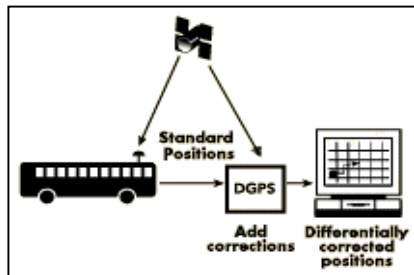 Standard
Positions
DGPS
Add
corrections
Differentially
corrected
positions